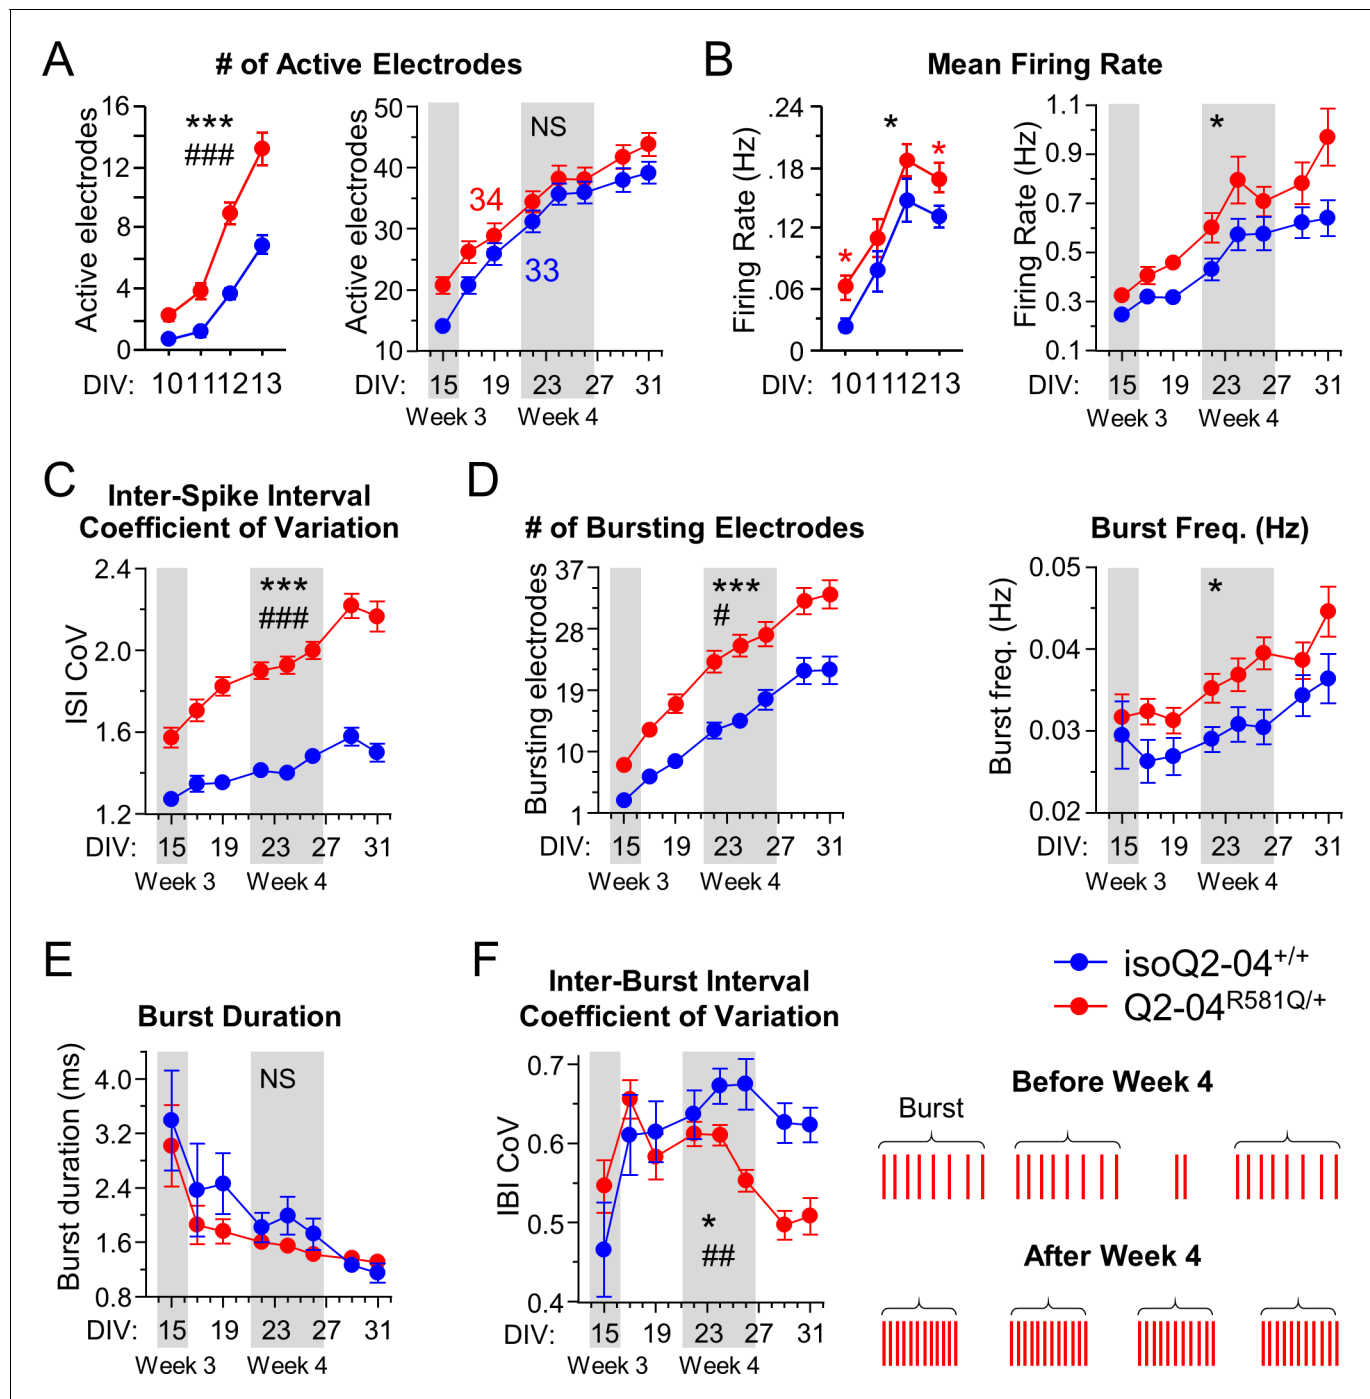 A
# of Active Electrodes
Active electrodes
16
12
8
4
0
***
###
DIV: 10 11 12 13
Active electrodes
50
40
30
20
10
NS
34
33
15 19 23 27 31
Week 3 Week 4
B
Mean Firing Rate
Firing Rate (Hz)
.24
.18
.12
.06
0
*
*
*
DIV: 10 11 12 13
Firing Rate (Hz)
1.1
0.9
0.7
0.5
0.3
0.1
*
15 19 23 27 31
Week 3 Week 4
C
Inter-Spike Interval
Coefficient of Variation
ISI CoV
2.4
2.0
1.6
1.2
***
###
DIV: 15 19 23 27 31
Week 3 Week 4
D
# of Bursting Electrodes
Bursting electrodes
37
28
19
10
1
***
#
DIV: 15 19 23 27 31
Week 3 Week 4
Burst Freq. (Hz)
Burst freq. (Hz)
0.05
0.04
0.03
0.02
*
DIV: 15 19 23 27 31
Week 3 Week 4
E
Burst Duration
Burst duration (ms)
4.0
3.2
2.4
1.6
0.8
NS
DIV: 15 19 23 27 31
Week 3 Week 4
F
Inter-Burst Interval
Coefficient of Variation
IBI CoV
0.7
0.6
0.5
0.4
*
##
DIV: 15 19 23 27 31
Week 3 Week 4
isoQ2-04+/+
Q2-04R581Q/+
Before Week 4
Burst
After Week 4